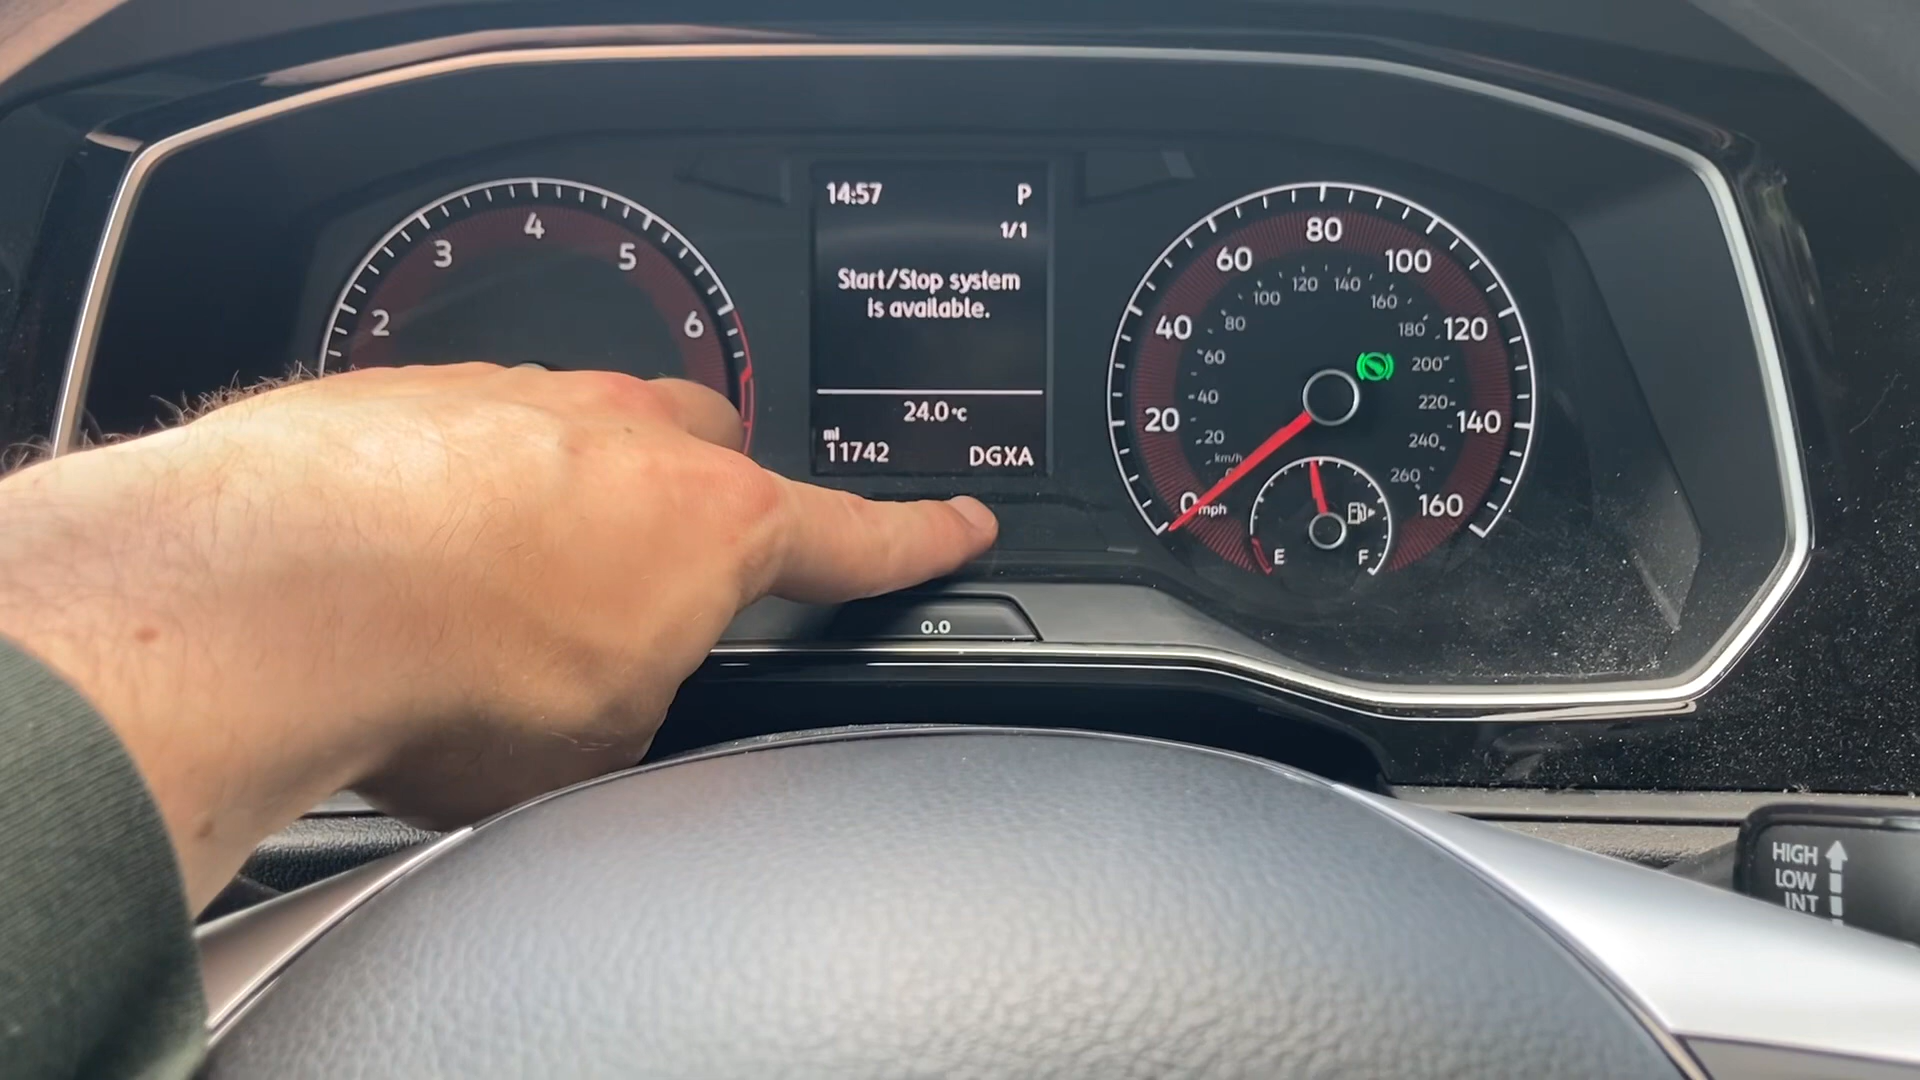 14:57 P
1/1
Start/Stop system
is available.
24.0°C
mi
11742 DGXA
2
3
4
5
6
0
20
40
60
80
100
120
140
160
mph
20
40
60
80
100
120
140
160
180
200
220
240
260
km/h
E F
0.0
HIGH
LOW
INT